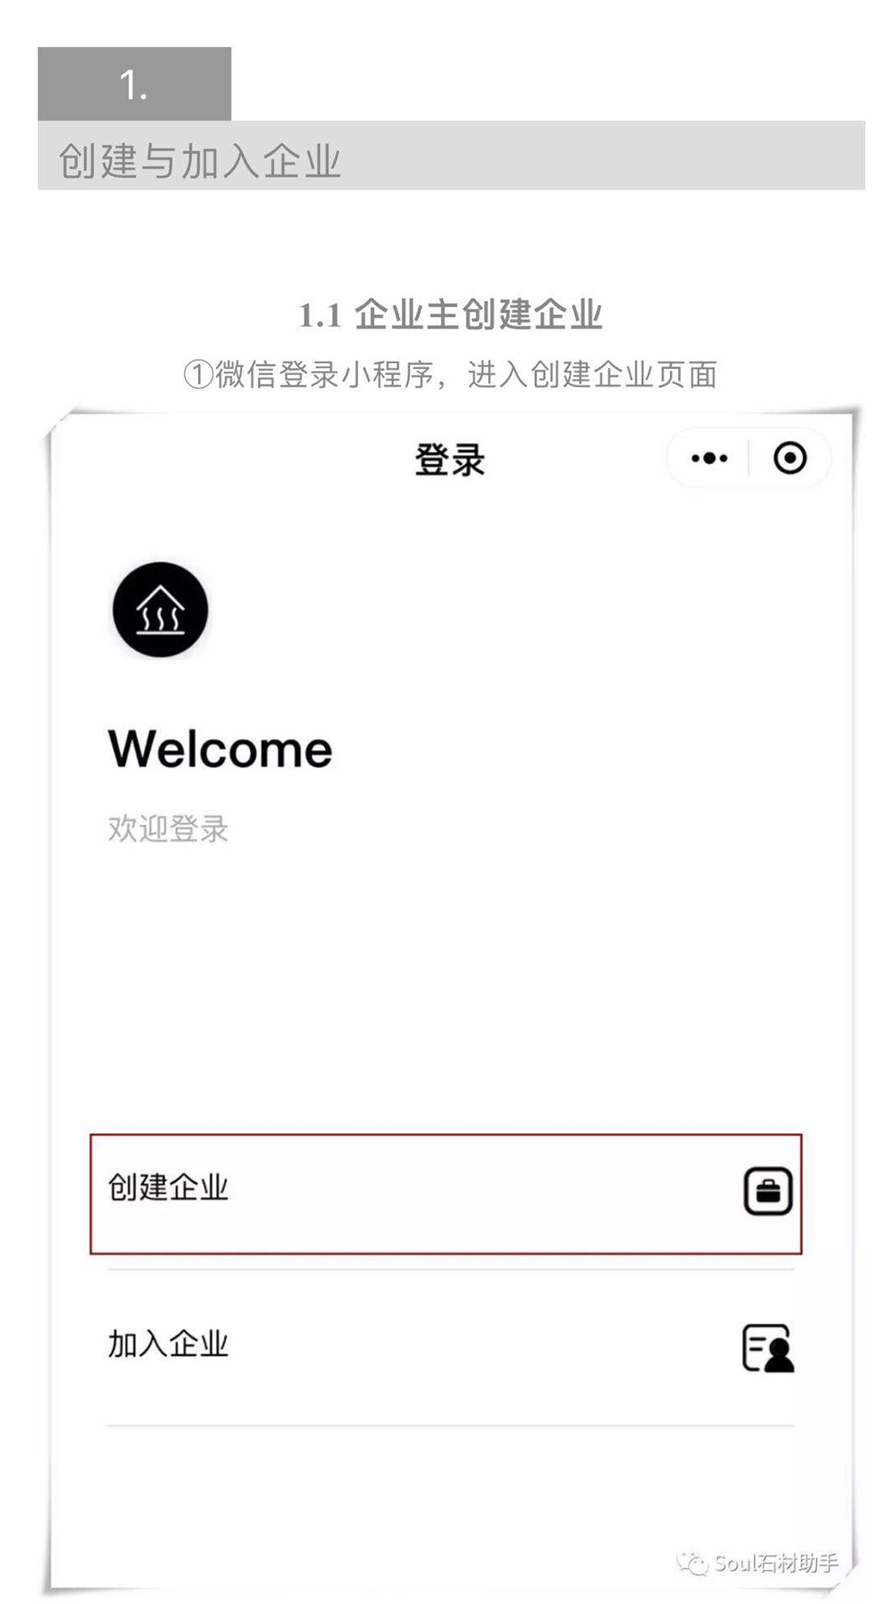 1.
创建与加入企业
1.1 企业主创建企业
①微信登录小程序，进入创建企业页面
登录
Welcome
欢迎登录
创建企业
加入企业
Soul石材助手